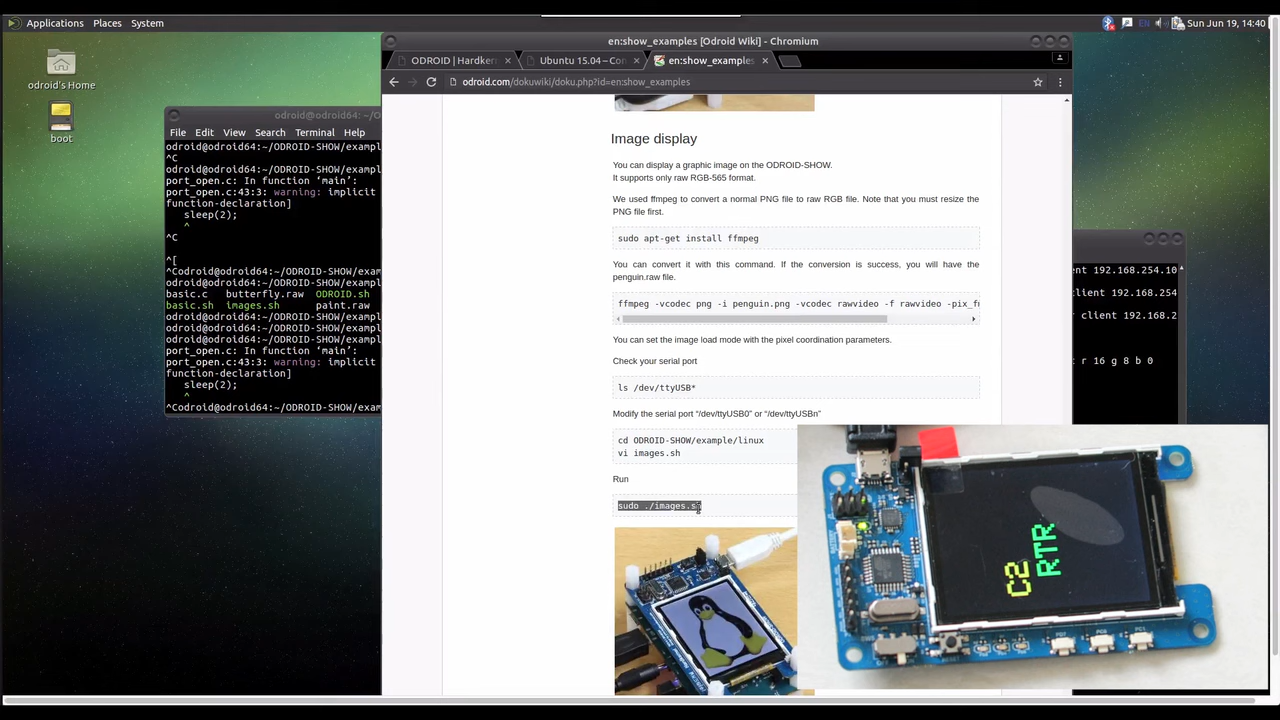 Applications Places System
EN
Sun Jun 19, 14:40
odroid's Home
boot
odroid@odroid64: ~/O
File Edit View Search Terminal Help
odroid@odroid64:~/ODROID-SHOW/exampl
^C
odroid@odroid64:~/ODROID-SHOW/exampl
port_open.c: In function ‘main’:
port_open.c:43:3: warning: implicit
function-declaration]
sleep(2);
^
^C
^[
^Codroid@odroid64:~/ODROID-SHOW/exam
odroid@odroid64:~/ODROID-SHOW/exampl
basic.c butterfly.raw ODROID.sh
basic.sh images.sh paint.raw
odroid@odroid64:~/ODROID-SHOW/exampl
odroid@odroid64:~/ODROID-SHOW/exampl
port_open.c: In function ‘main’:
port_open.c:43:3: warning: implicit
function-declaration]
sleep(2);
^
^Codroid@odroid64:~/ODROID-SHOW/exam
en:show_examples [Odroid Wiki] - Chromium
ODROID | Hardker
Ubuntu 15.04 – Con
en:show_examples
odroid.com/dokuwiki/doku.php?id=en:show_examples
Image display
You can display a graphic image on the ODROID-SHOW.
It supports only raw RGB-565 format.
We used ffmpeg to convert a normal PNG file to raw RGB file. Note that you must resize the
PNG file first.
sudo apt-get install ffmpeg
You can convert it with this command. If the conversion is success, you will have the
penguin.raw file.
ffmpeg -vcodec png -i penguin.png -vcodec rawvideo -f rawvideo -pix_fm
You can set the image load mode with the pixel coordination parameters.
Check your serial port
ls /dev/ttyUSB*
Modify the serial port “/dev/ttyUSB0” or “/dev/ttyUSBn”
cd ODROID-SHOW/example/linux
vi images.sh
Run
sudo ./images.sh
ent 192.168.254.10
client 192.168.254
r client 192.168.2
t r 16 g 8 b 0
C2
RTR